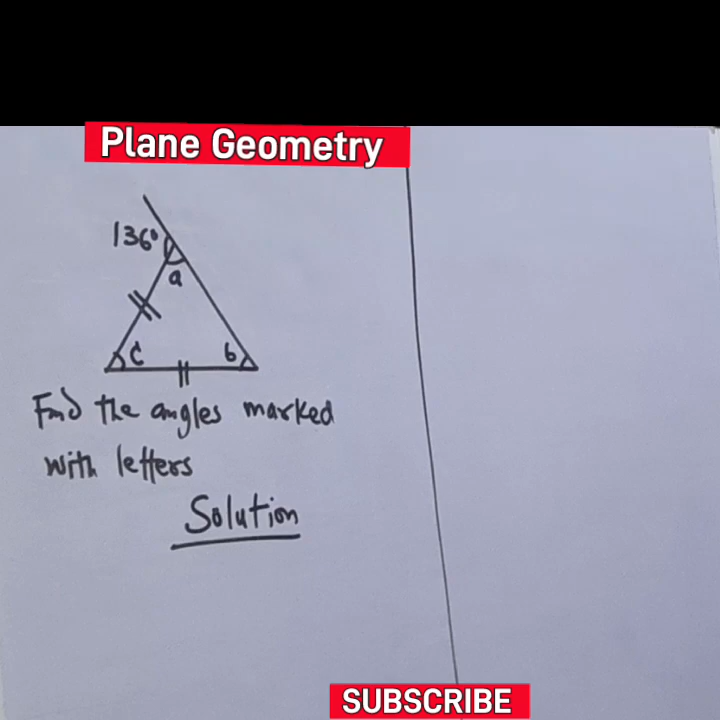 Plane Geometry
136°
a
c
b
Find the angles marked
with letters
Solution
SUBSCRIBE